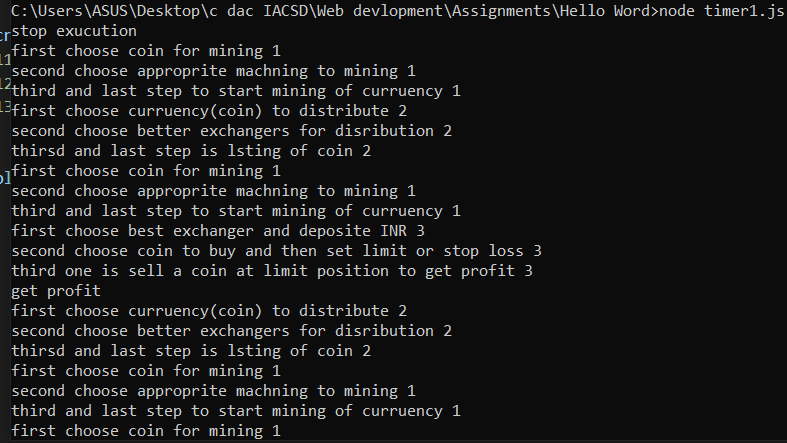 C:\Users\ASUS\Desktop\c dac IACSD\Web devlopment\Assignments\Hello Word>node timer1.js
stop exucution
first choose coin for mining 1
second choose approprite machning to mining 1
third and last step to start mining of curruency 1
first choose curruency(coin) to distribute 2
second choose better exchangers for disribution 2
thirsd and last step is lsting of coin 2
first choose coin for mining 1
second choose approprite machning to mining 1
third and last step to start mining of curruency 1
first choose best exchanger and deposite INR 3
second choose coin to buy and then set limit or stop loss 3
third one is sell a coin at limit position to get profit 3
get profit
first choose curruency(coin) to distribute 2
second choose better exchangers for disribution 2
thirsd and last step is lsting of coin 2
first choose coin for mining 1
second choose approprite machning to mining 1
third and last step to start mining of curruency 1
first choose coin for mining 1